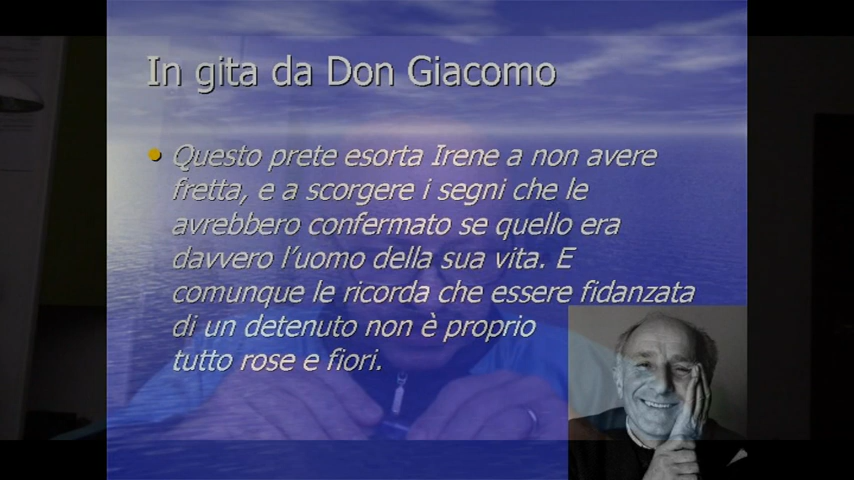 In gita da Don Giacomo
Questo prete esorta Irene a non avere
fretta, e a scorgere i segni che le
avrebbero confermato se quello era
davvero l'uomo della sua vita. E
comunque le ricorda che essere fidanzata
di un detenuto non è proprio
tutto rose e fiori.